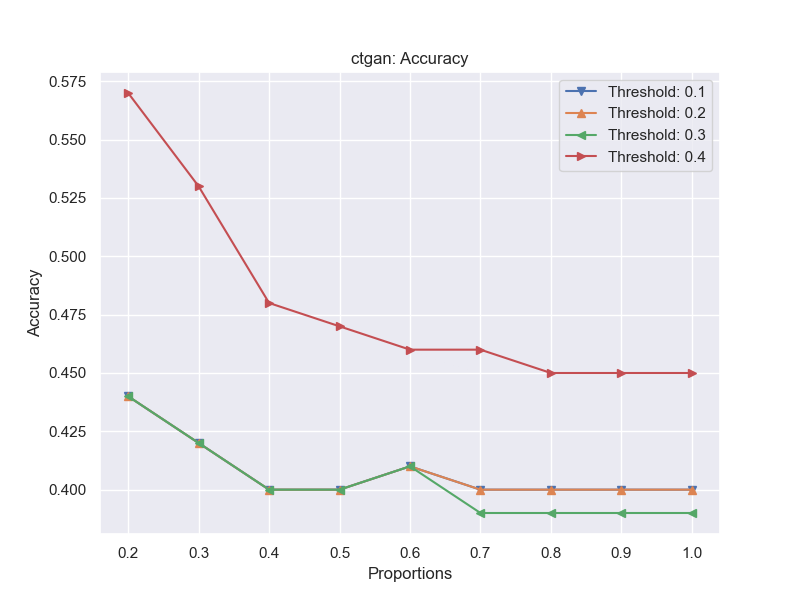 ctgan: Accuracy
Threshold: 0.1
Threshold: 0.2
Threshold: 0.3
Threshold: 0.4
0.575
0.550
0.525
0.500
0.475
0.450
0.425
0.400
Accuracy
0.2 0.3 0.4 0.5 0.6 0.7 0.8 0.9 1.0
Proportions